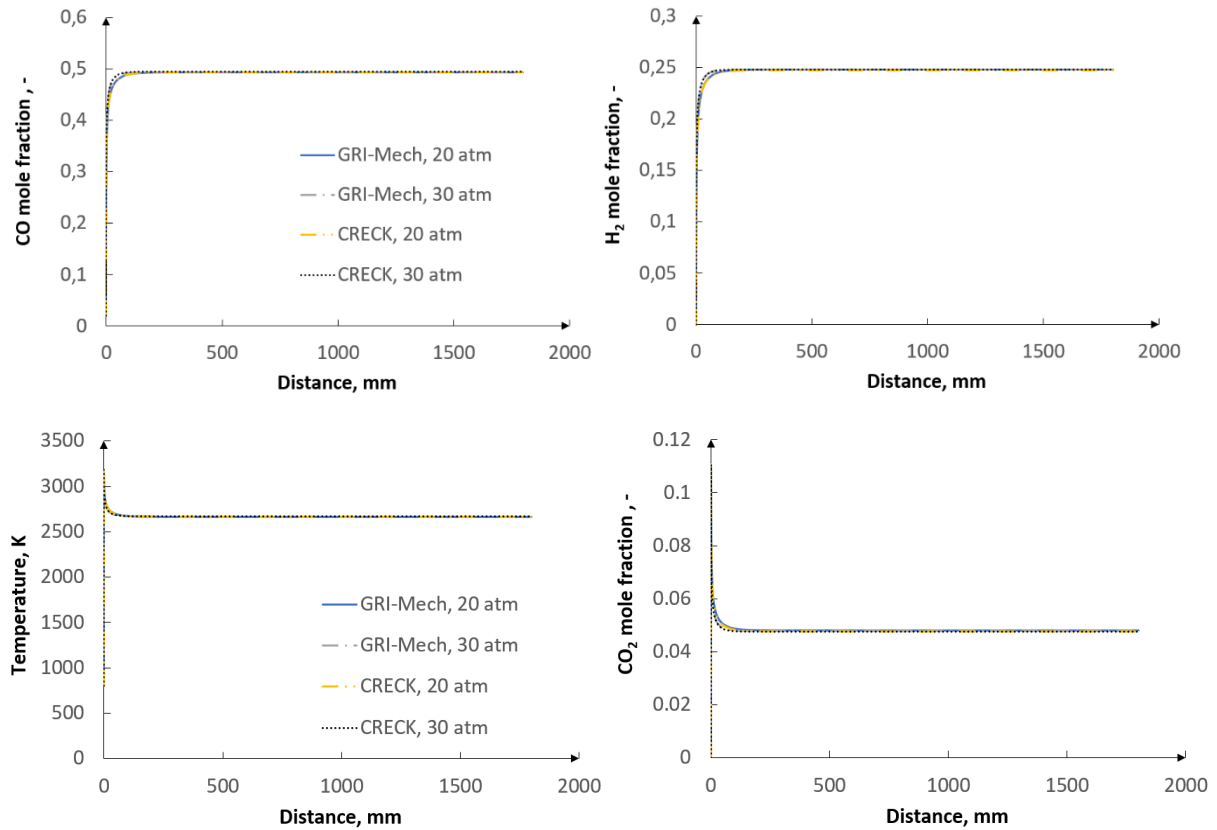 CO mole fraction , -
0,6
0,5
0,4
0,3
0,2
0,1
0
GRI-Mech, 20 atm
GRI-Mech, 30 atm
CRECK, 20 atm
CRECK, 30 atm
0 500 1000 1500 2000
Distance, mm
H2 mole fraction, -
0,3
0,25
0,2
0,15
0,1
0,05
0
0 500 1000 1500 2000
Distance, mm
Temperature, K
3500
3000
2500
2000
1500
1000
500
0
GRI-Mech, 20 atm
GRI-Mech, 30 atm
CRECK, 20 atm
CRECK, 30 atm
0 500 1000 1500 2000
Distance, mm
CO2 mole fraction , -
0.12
0.1
0.08
0.06
0.04
0.02
0
0 500 1000 1500 2000
Distance, mm